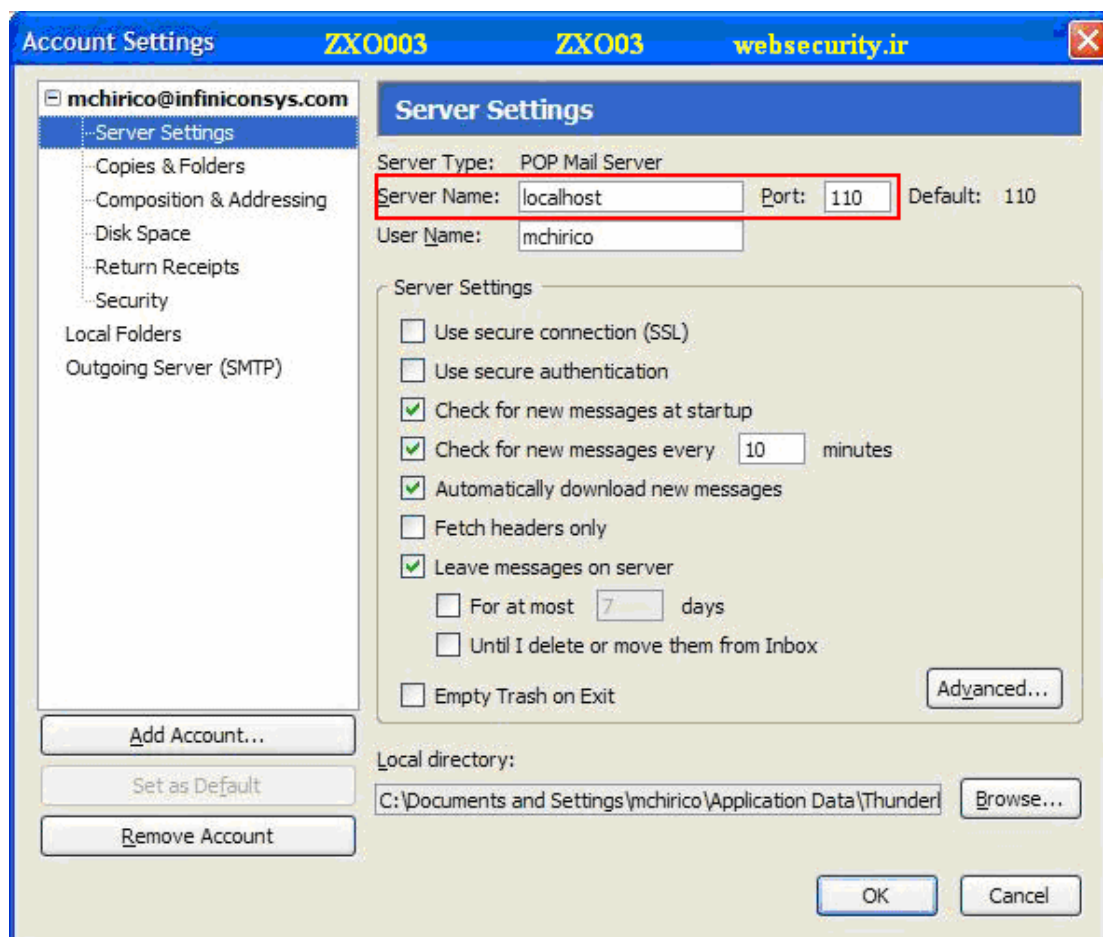 Account Settings ZXO003 ZXO03 websecurity.ir
mchirico@infiniconsys.com
Server Settings
Copies & Folders
Composition & Addressing
Disk Space
Return Receipts
Security
Local Folders
Outgoing Server (SMTP)
Add Account...
Set as Default
Remove Account
Server Settings
Server Type: POP Mail Server
Server Name: localhost Port: 110 Default: 110
User Name: mchirico
Server Settings
Use secure connection (SSL)
Use secure authentication
Check for new messages at startup
Check for new messages every 10 minutes
Automatically download new messages
Fetch headers only
Leave messages on server
For at most 7 days
Until I delete or move them from Inbox
Empty Trash on Exit
Advanced...
Local directory:
C:\Documents and Settings\mchirico\Application Data\Thunder Browse...
OK Cancel